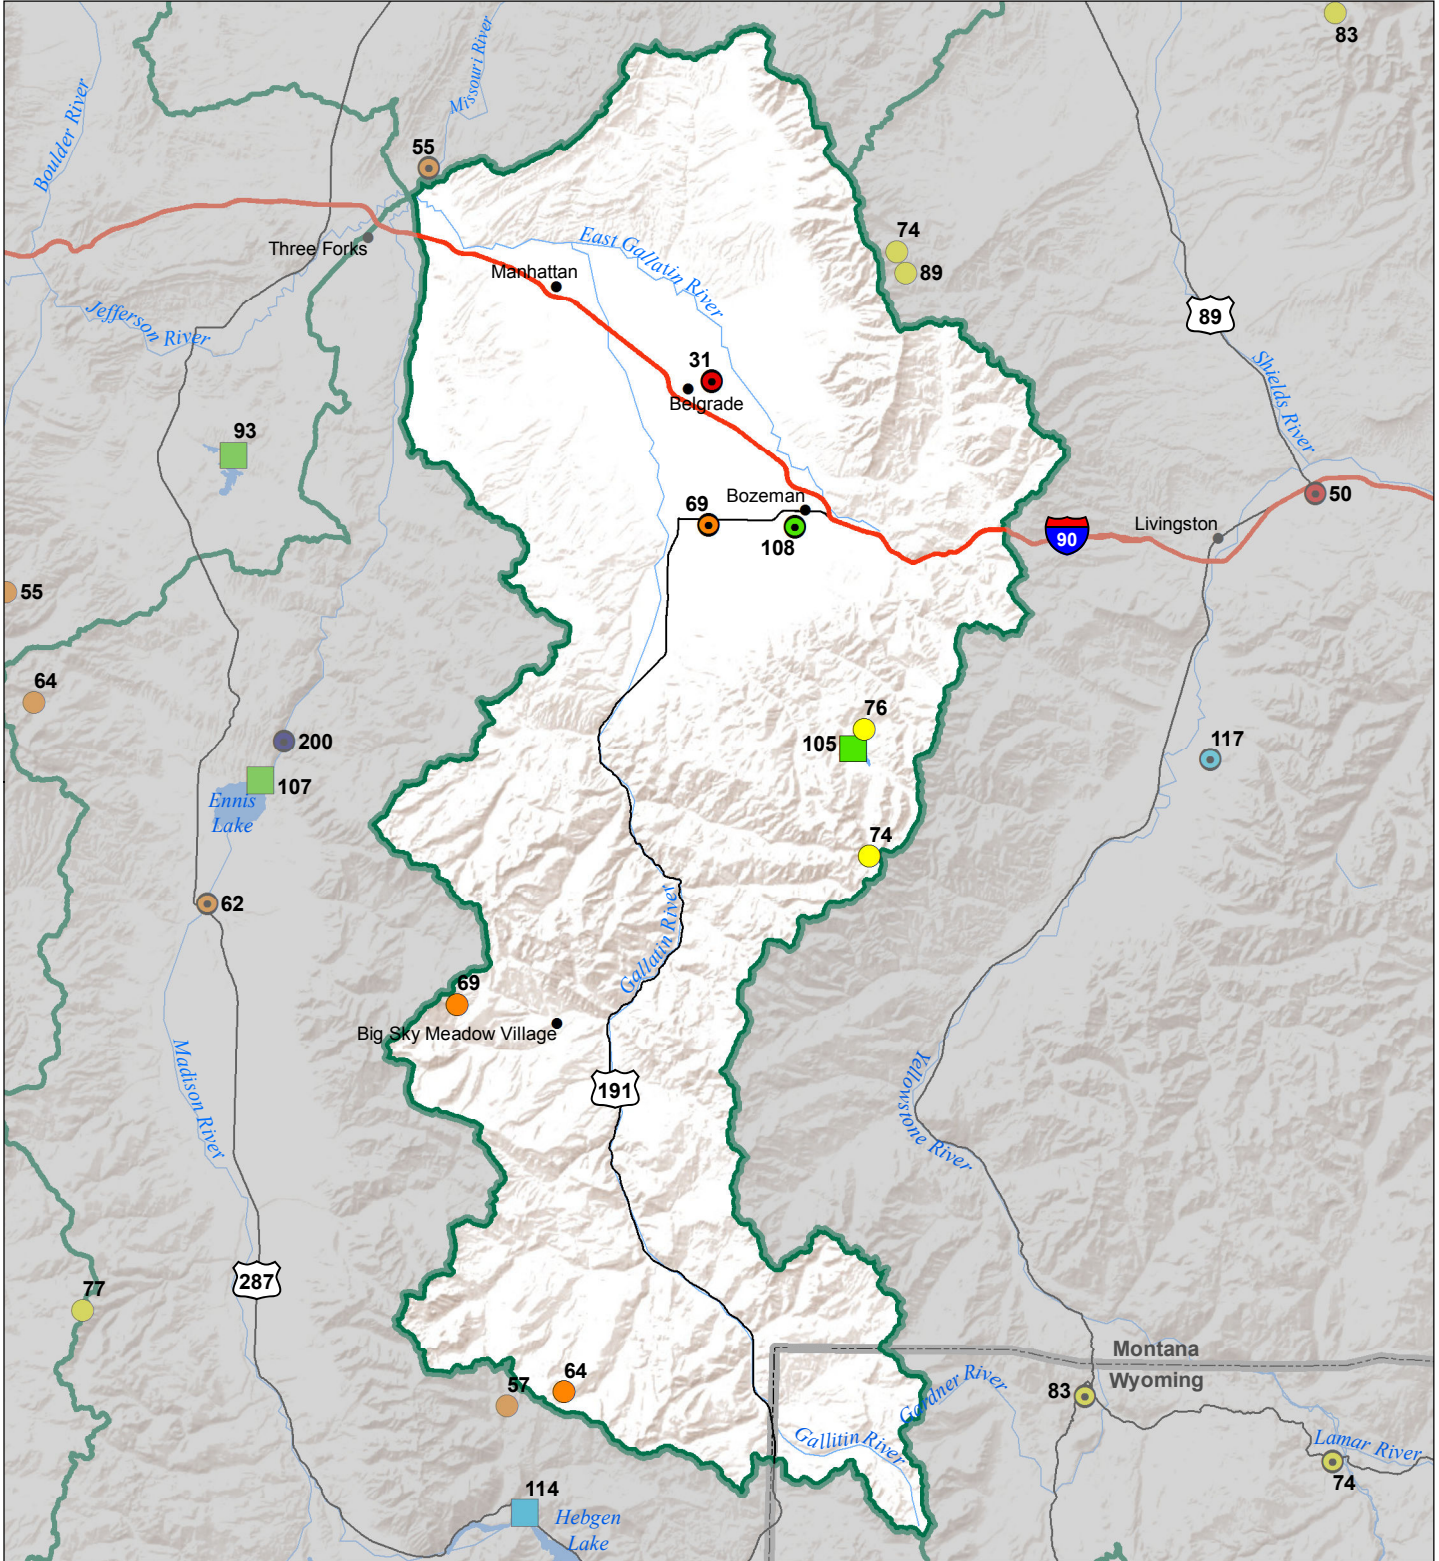 83
Missouri River
Boulder River
55
74
89
Three Forks
East Gallatin River
Manhattan
89
Jefferson River
31
Belgrade
Shields River
93
50
69
Bozeman
108
90
Livingston
55
64
76
105
200
117
107
Ennis
Lake
74
62
Gallatin River
69
Big Sky Meadow Village
Madison River
191
Yellowstone River
287
77
Montana
Wyoming
57
64
83
Gardner River
Gallitin River
Lamar River
74
114
Hebgen
Lake